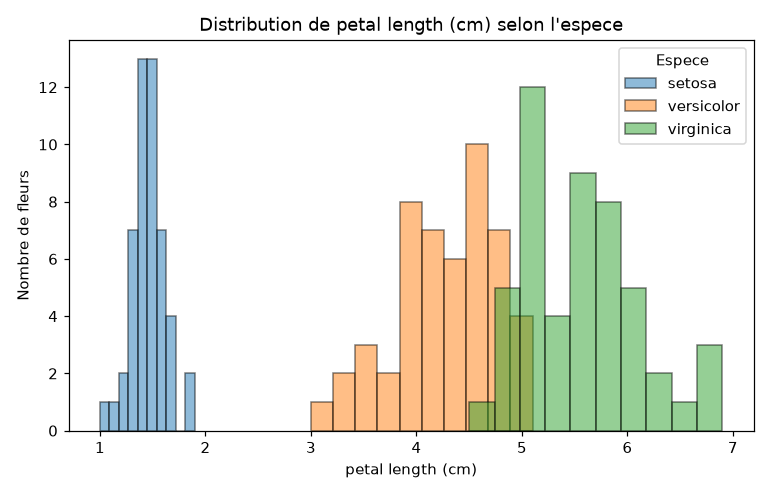 Distribution de petal length (cm) selon l'espece
Espece
setosa
versicolor
virginica
Nombre de fleurs
12
10
8
6
4
2
0
1
2
3
4
5
6
7
petal length (cm)